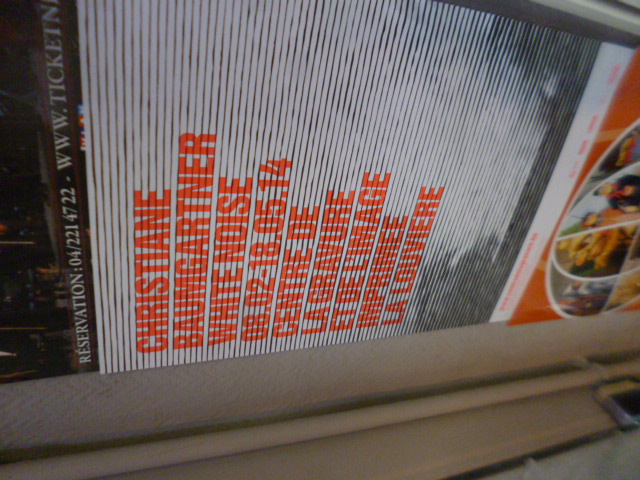 RÉSERVATION : 04/221 47 22 - WWW.TICKETN
CHRISTIANE
BAUMGARTNER
WHITE NOISE
08.02-18.05.14
CENTRE DE
LA GRAVURE
ET DE L'IMAGE
IMPRIMÉE
LA LOUVIÈRE